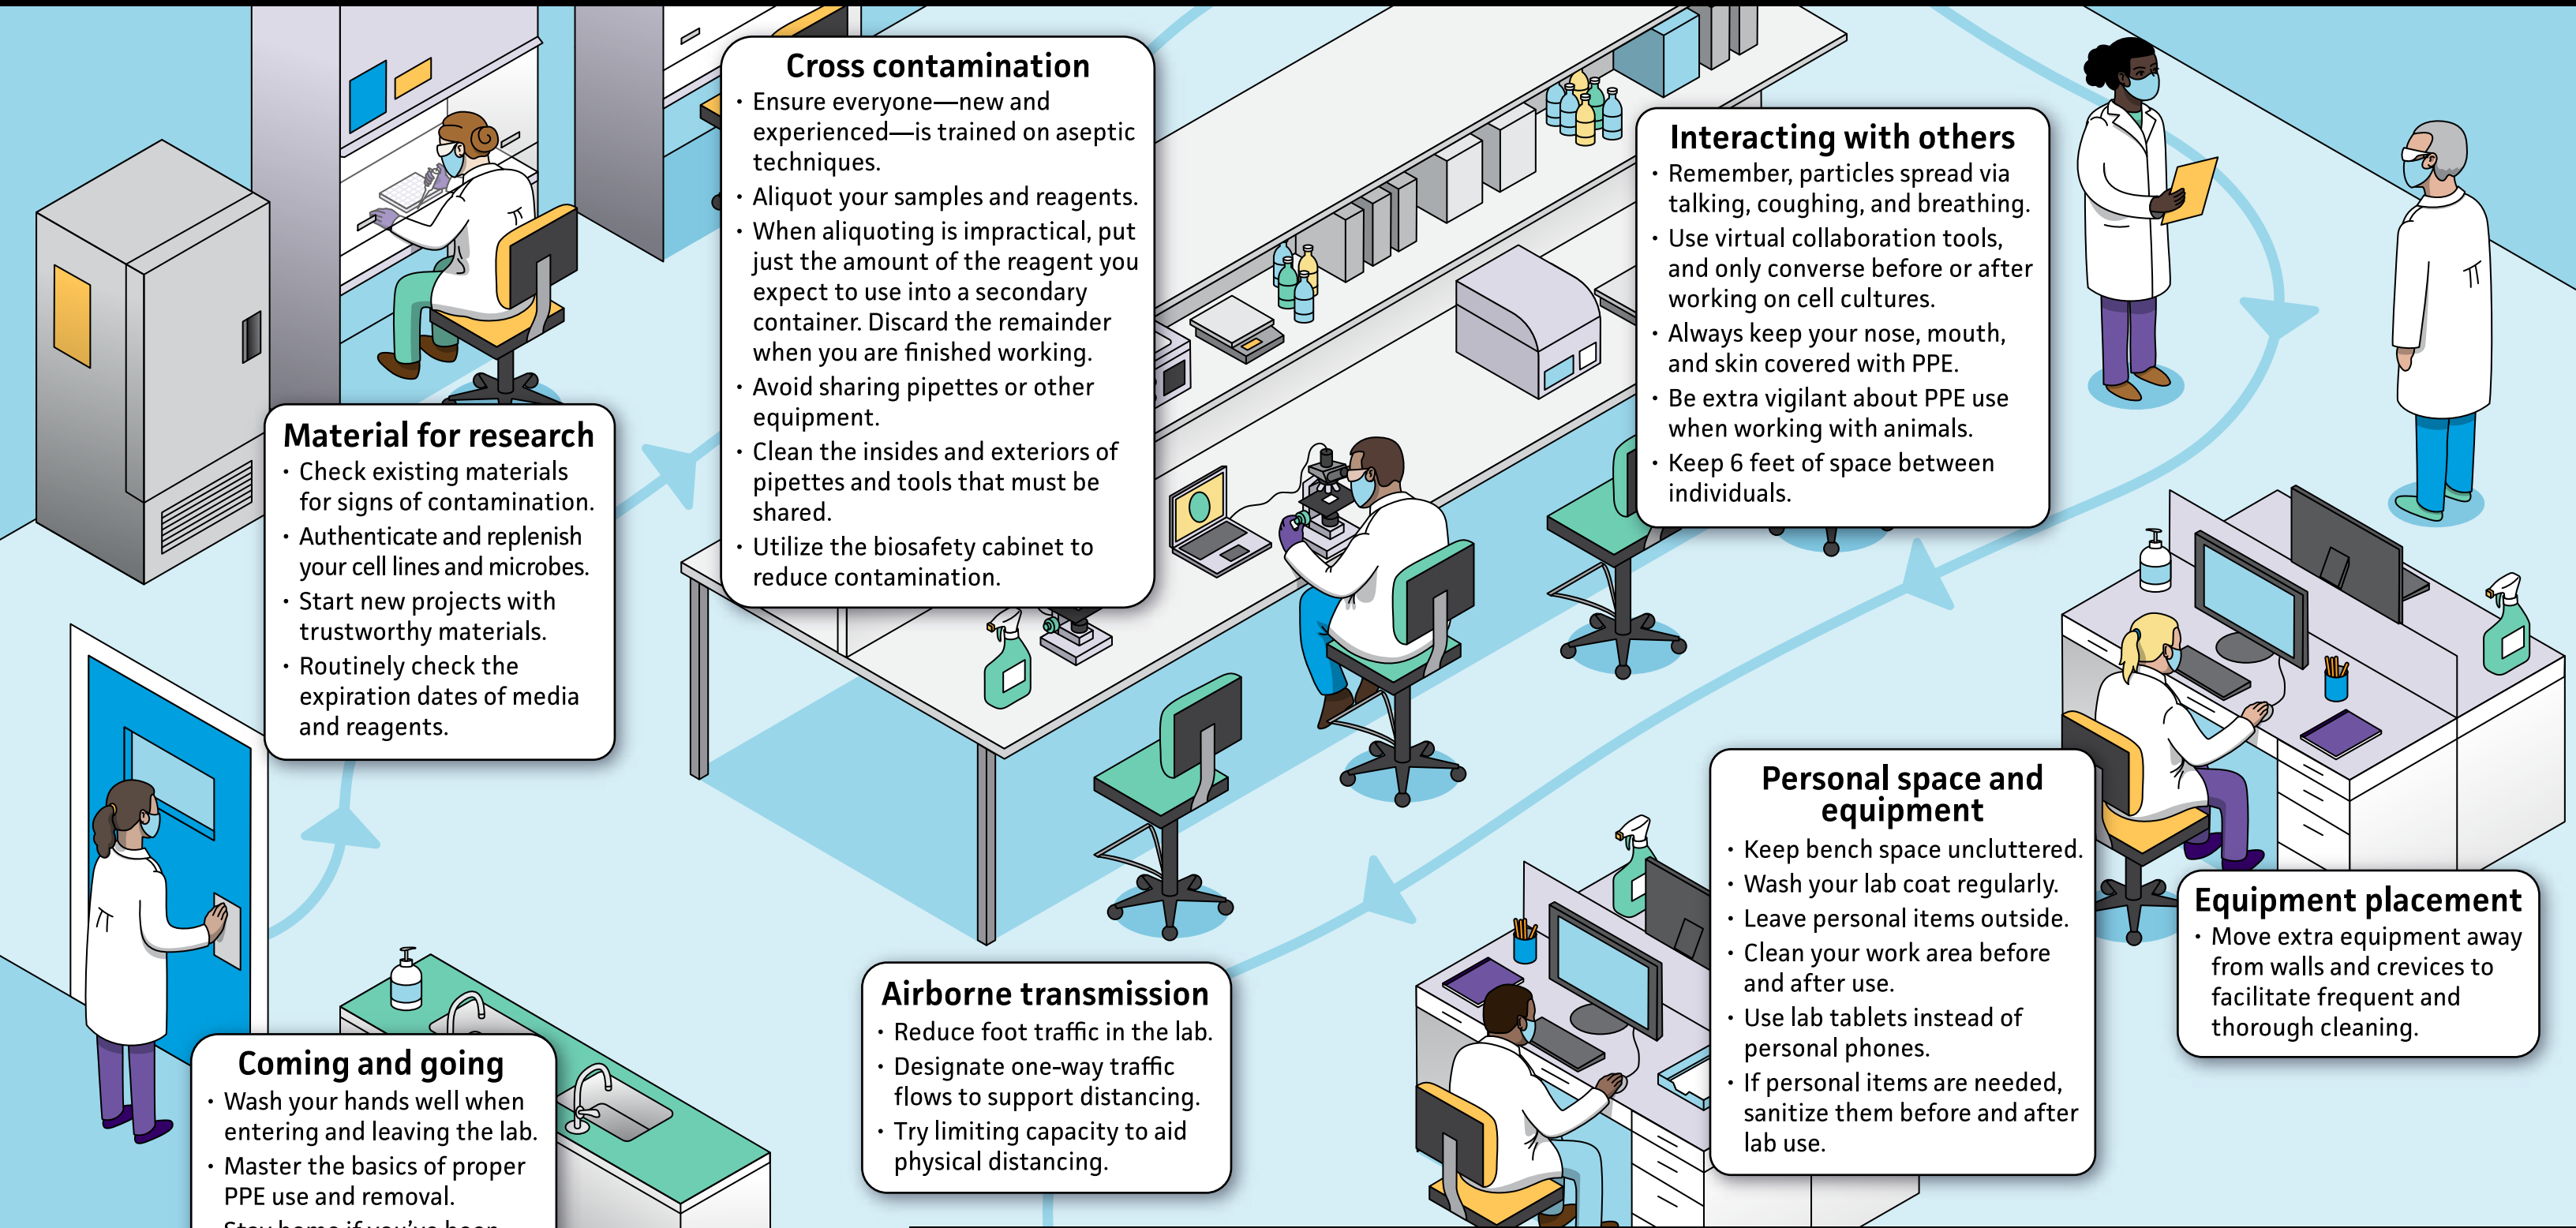 Cross contamination
• Ensure everyone—new and
experienced—is trained on aseptic
techniques.
• Aliquot your samples and reagents.
• When aliquoting is impractical, put
just the amount of the reagent you
expect to use into a secondary
container. Discard the remainder
when you are finished working.
• Avoid sharing pipettes or other
equipment.
• Clean the insides and exteriors of
pipettes and tools that must be
shared.
• Utilize the biosafety cabinet to
reduce contamination.
Interacting with others
• Remember, particles spread via
talking, coughing, and breathing.
• Use virtual collaboration tools,
and only converse before or after
working on cell cultures.
• Always keep your nose, mouth,
and skin covered with PPE.
• Be extra vigilant about PPE use
when working with animals.
• Keep 6 feet of space between
individuals.
Material for research
• Check existing materials
for signs of contamination.
• Authenticate and replenish
your cell lines and microbes.
• Start new projects with
trustworthy materials.
• Routinely check the
expiration dates of media
and reagents.
Personal space and
equipment
• Keep bench space uncluttered.
• Wash your lab coat regularly.
• Leave personal items outside.
• Clean your work area before
and after use.
• Use lab tablets instead of
personal phones.
• If personal items are needed,
sanitize them before and after
lab use.
Equipment placement
• Move extra equipment away
from walls and crevices to
facilitate frequent and
thorough cleaning.
Airborne transmission
• Reduce foot traffic in the lab.
• Designate one-way traffic
flows to support distancing.
• Try limiting capacity to aid
physical distancing.
Coming and going
• Wash your hands well when
entering and leaving the lab.
• Master the basics of proper
PPE use and removal.
• Stay home if you've been